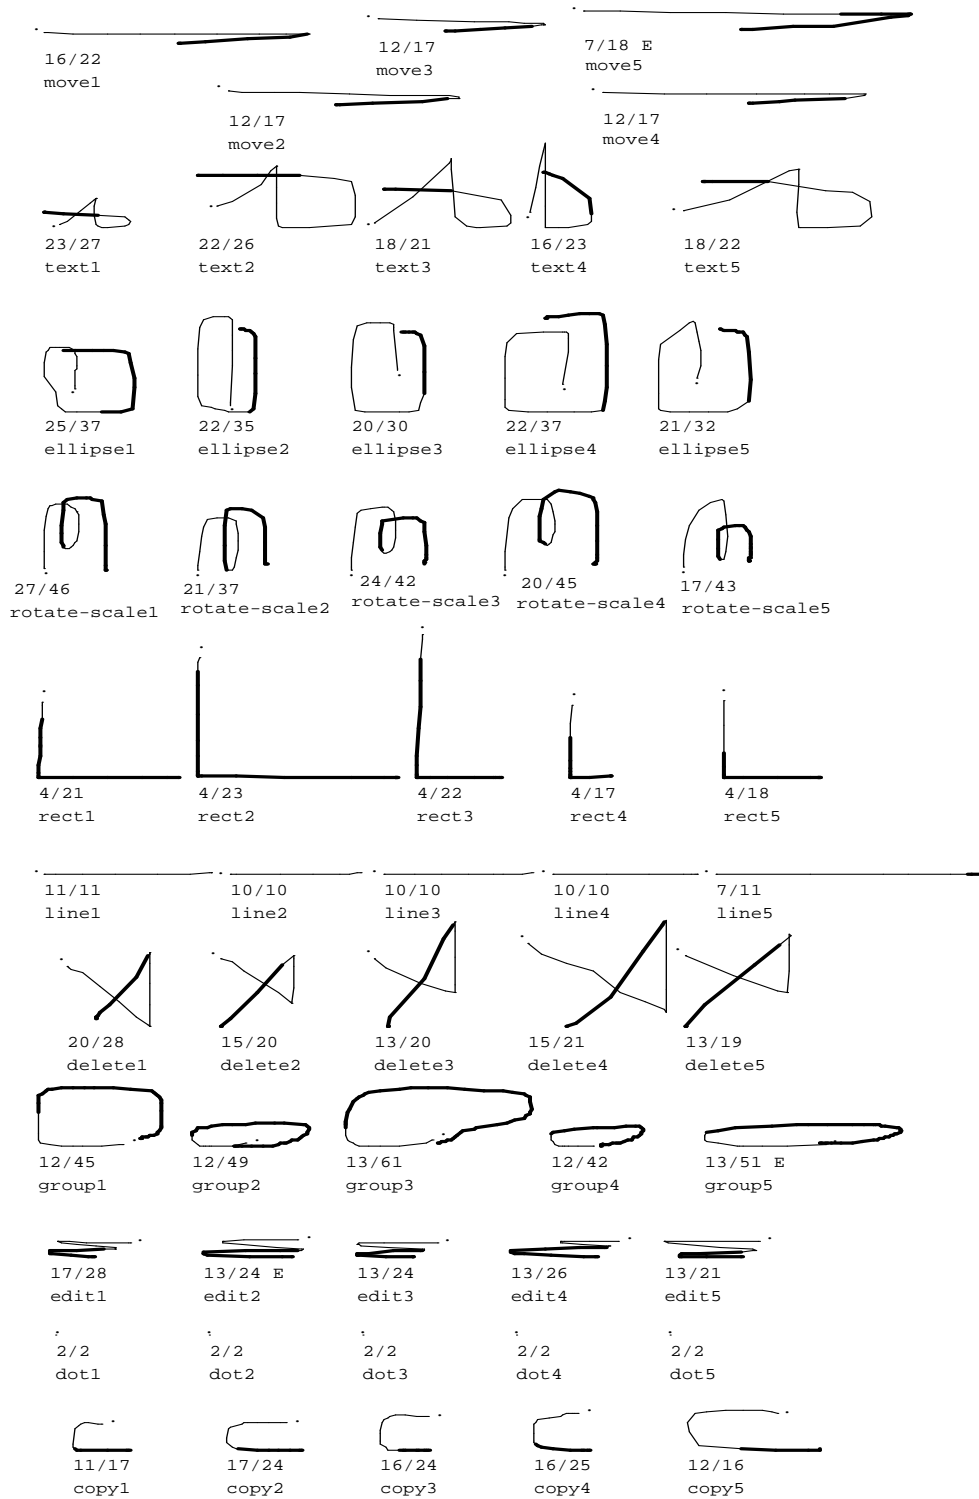 16/22 12/17 7/18 E
move1 move3 move5
12/17 12/17
move2 move4
23/27 22/26 18/21 16/23 18/22
text1 text2 text3 text4 text5
25/37 22/35 20/30 22/37 21/32
ellipse1 ellipse2 ellipse3 ellipse4 ellipse5
27/46 21/37 24/42 20/45 17/43
rotate-scale1 rotate-scale2 rotate-scale3 rotate-scale4 rotate-scale5
4/21 4/23 4/22 4/17 4/18
rect1 rect2 rect3 rect4 rect5
11/11 10/10 10/10 10/10 7/11
line1 line2 line3 line4 line5
20/28 15/20 13/20 15/21 13/19
delete1 delete2 delete3 delete4 delete5
12/45 12/49 13/61 12/42 13/51 E
group1 group2 group3 group4 group5
17/28 13/24 E 13/24 13/26 13/21
edit1 edit2 edit3 edit4 edit5
2/2 2/2 2/2 2/2 2/2
dot1 dot2 dot3 dot4 dot5
11/17 17/24 16/24 16/25 12/16
copy1 copy2 copy3 copy4 copy5